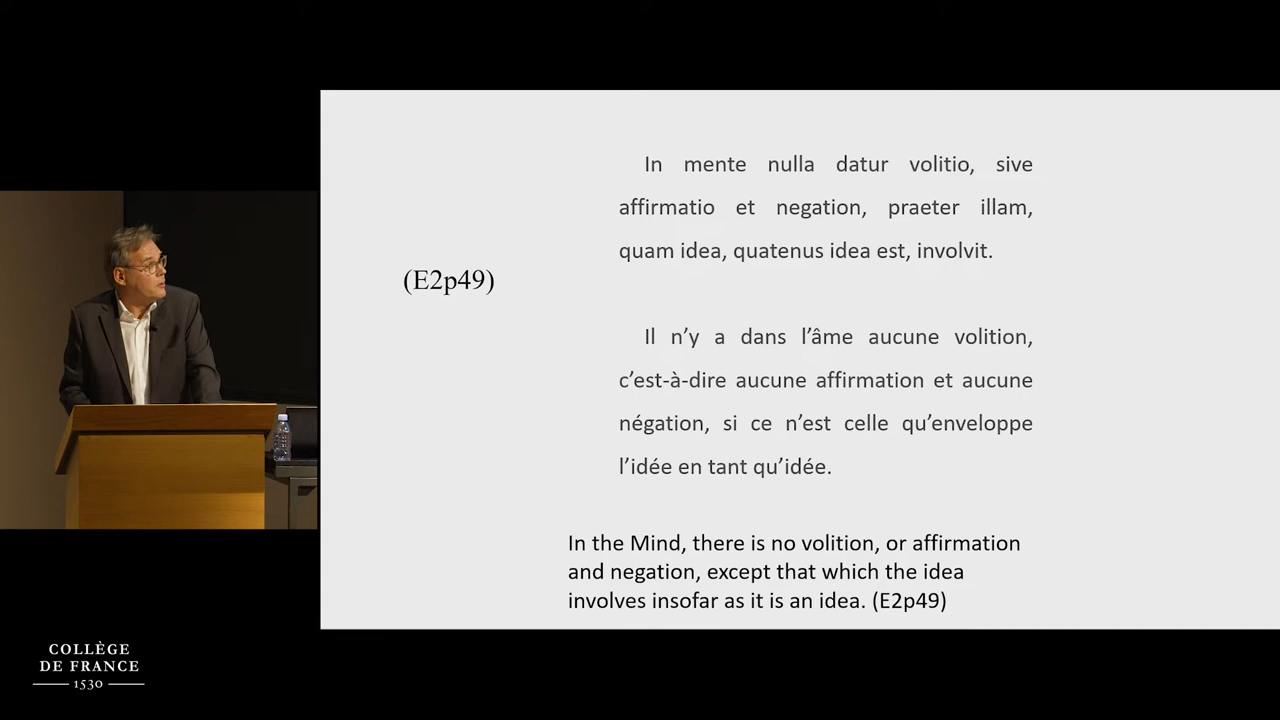 In mente nulla datur volitio, sive
affirmatio et negation, praeter illam,
quam idea, quatenus idea est, involvit.
(E2p49)
Il n’y a dans l’âme aucune volition,
c’est-à-dire aucune affirmation et aucune
négation, si ce n’est celle qu’enveloppe
l’idée en tant qu’idée.
In the Mind, there is no volition, or affirmation
and negation, except that which the idea
involves insofar as it is an idea. (E2p49)
COLLÈGE
DE FRANCE
1530